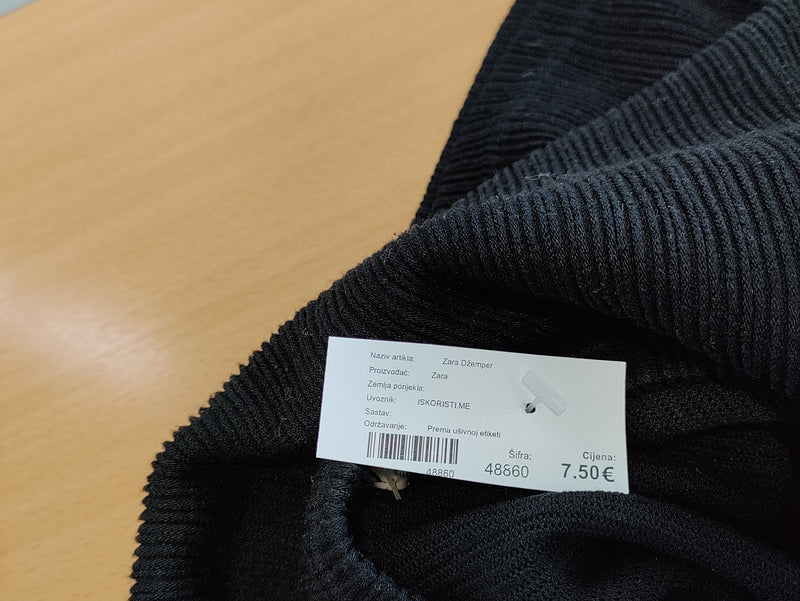 Naziv artikla: Zara Džemper
Proizvođač: Zara
Zemlja porijekla:
Uvoznik: ISKORISTI.ME
Sastav:
Održavanje: Prema ušivnoj etiketi
Šifra: Cijena:
48860 48860 7.50€